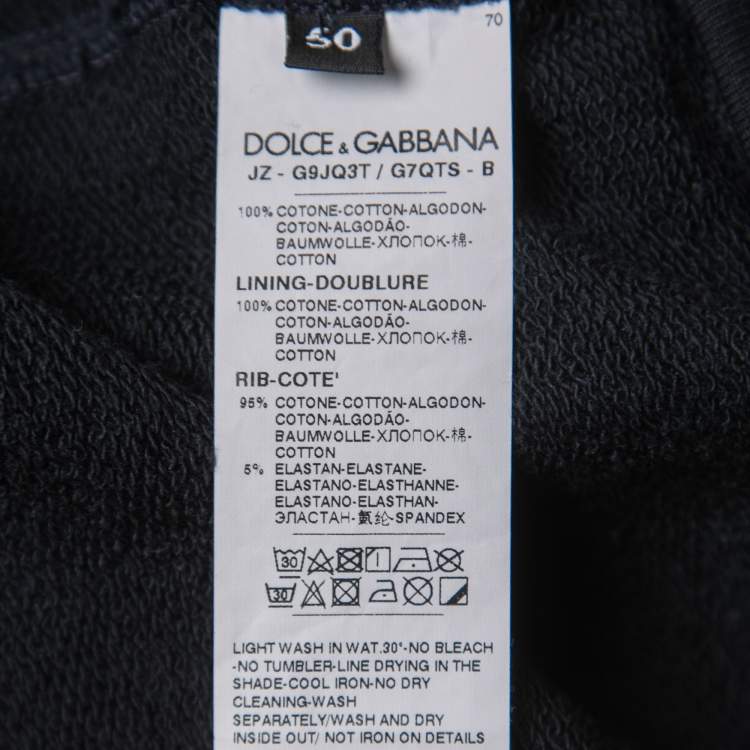 50
70
DOLCE & GABBANA
JZ - G9JQ3T / G7QTS - B
100% COTONE-COTTON-ALGODON-
COTON-ALGODÃO-
BAUMWOLLE-ХЛОПОК-棉-
COTTON
LINING-DOUBLURE
100% COTONE-COTTON-ALGODON-
COTON-ALGODÃO-
BAUMWOLLE-ХЛОПОК-棉-
COTTON
RIB-COTE'
95% COTONE-COTTON-ALGODON-
COTON-ALGODÃO-
BAUMWOLLE-ХЛОПОК-棉-
COTTON
5% ELASTAN-ELASTANE-
ELASTANO-ELASTHANNE-
ELASTANO-ELASTHAN-
ЭЛАСТАН-氨纶-SPANDEX
30
30
LIGHT WASH IN WAT.30°-NO BLEACH
-NO TUMBLER-LINE DRYING IN THE
SHADE-COOL IRON-NO DRY
CLEANING-WASH
SEPARATELY/WASH AND DRY
INSIDE OUT/ NOT IRON ON DETAILS